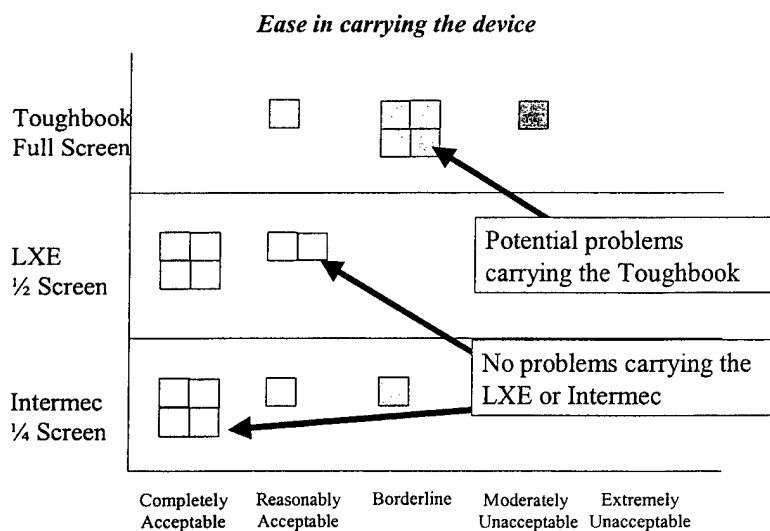 Ease in carrying the device
Toughbook
Full Screen
Potential problems
carrying the Toughbook
LXE
½ Screen
No problems carrying the
LXE or Intermec
Intermec
¼ Screen
Completely
Acceptable
Reasonably
Acceptable
Borderline
Moderately
Unacceptable
Extremely
Unacceptable